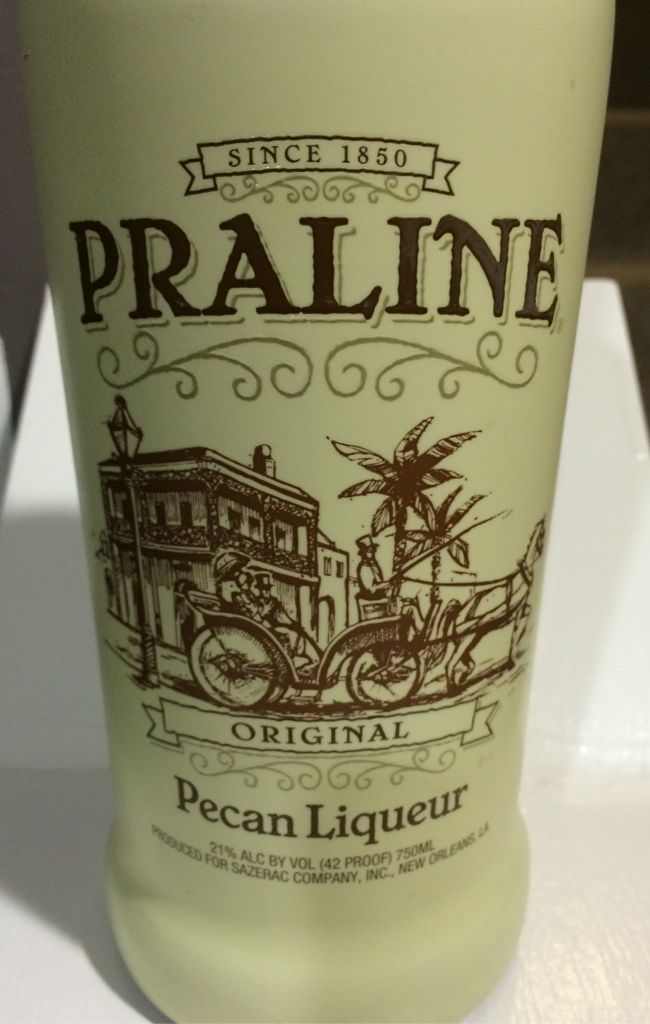 SINCE 1850
PRALINE
ORIGINAL
Pecan Liqueur
21% ALC BY VOL (42 PROOF) 750ML
PRODUCED FOR SAZERAC COMPANY, INC., NEW ORLEANS, LA